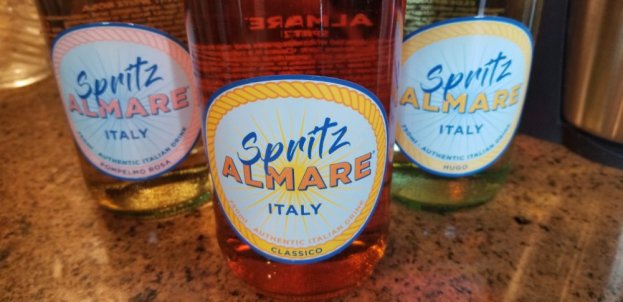 Spritz
ALMARE
ITALY
AUTHENTIC ITALIAN DRINK
POMPELMO ROSA
ALMARE
SPRITZ
Spritz
ALMARE
ITALY
AUTHENTIC ITALIAN DRINK
CLASSICO
Spritz
ALMARE
ITALY
AUTHENTIC ITALIAN DRINK
HUGO